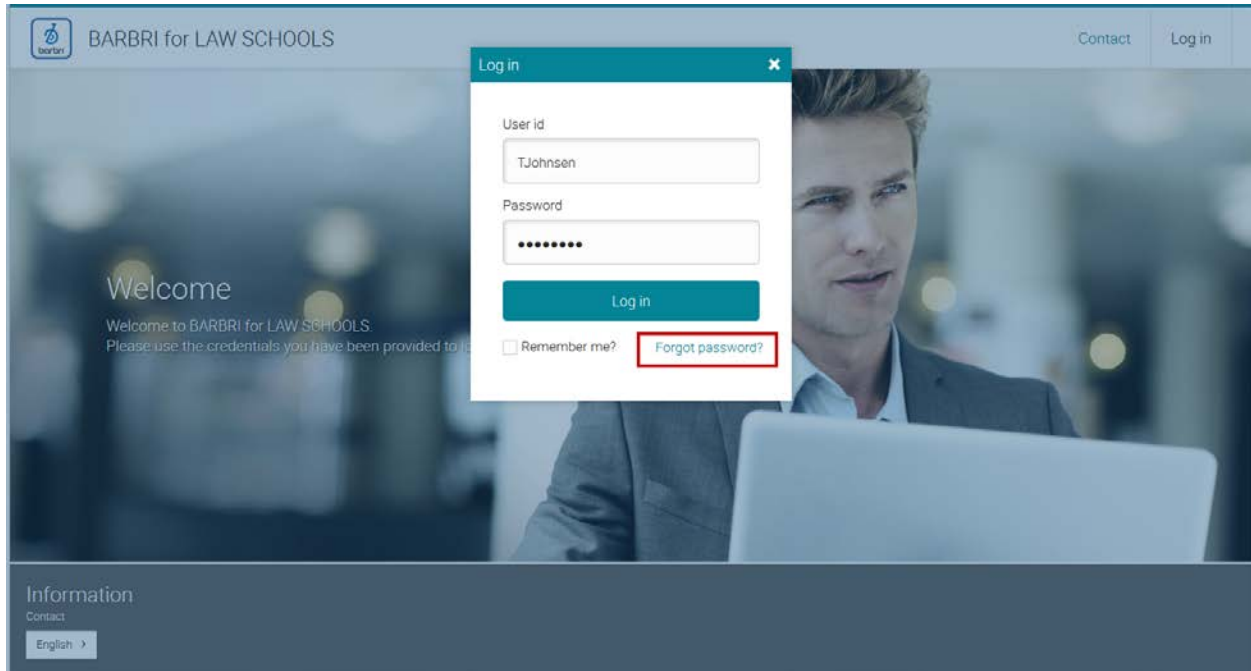 barbri
BARBRI for LAW SCHOOLS
Contact
Log in
Log in
User id
TJohnsen
Password
Log in
Remember me?
Forgot password?
Welcome
Welcome to BARBRI for LAW SCHOOLS.
Please use the credentials you have been provided to
Information
Contact
English